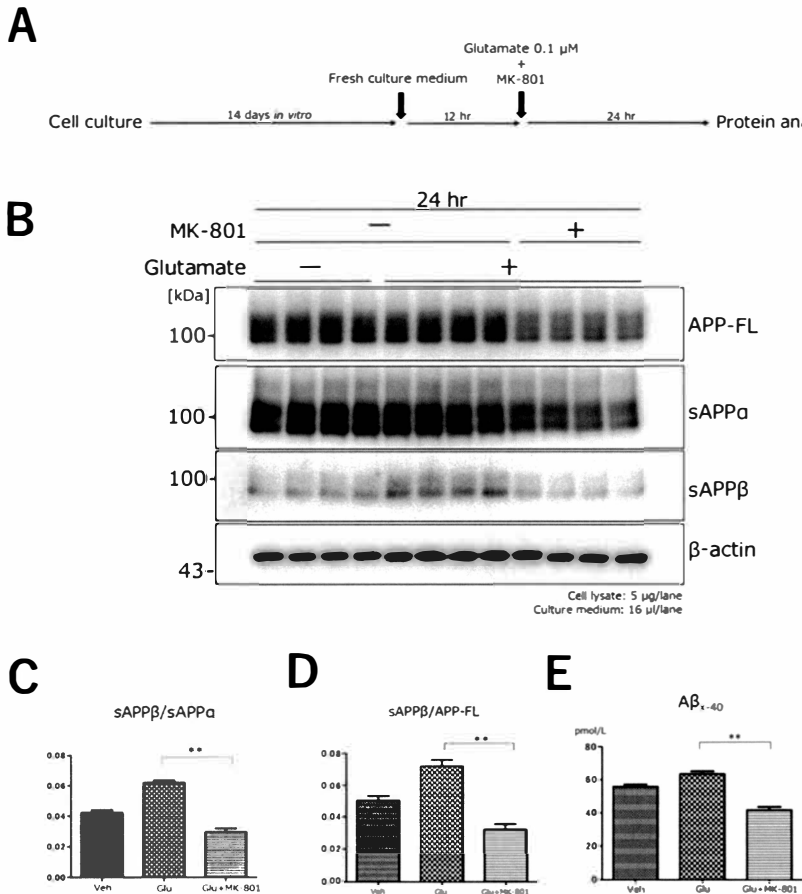 A
Glutamate 0.1 µM
+
Fresh culture medium MK-801
Cell culture 14 days in vitro 12 hr 24 hr Protein ana
B
24 hr
MK-801 − +
Glutamate − +
[kDa]
100- APP-FL
100- sAPPα
100- sAPPβ
43- β-actin
Cell lysate: 5 µg/lane
Culture medium: 16 µl/lane
C D E
sAPPβ/sAPPα sAPPβ/APP-FL Aβx-40
pmol/L
0.08 ** 0.08 ** 80 **
0.06 0.06 60
0.04 0.04 40
0.02 0.02 20
0.00 0.00 0
Veh Glu Glu+MK-801 Veh Glu Glu+MK-801 Veh Glu Glu+MK-801